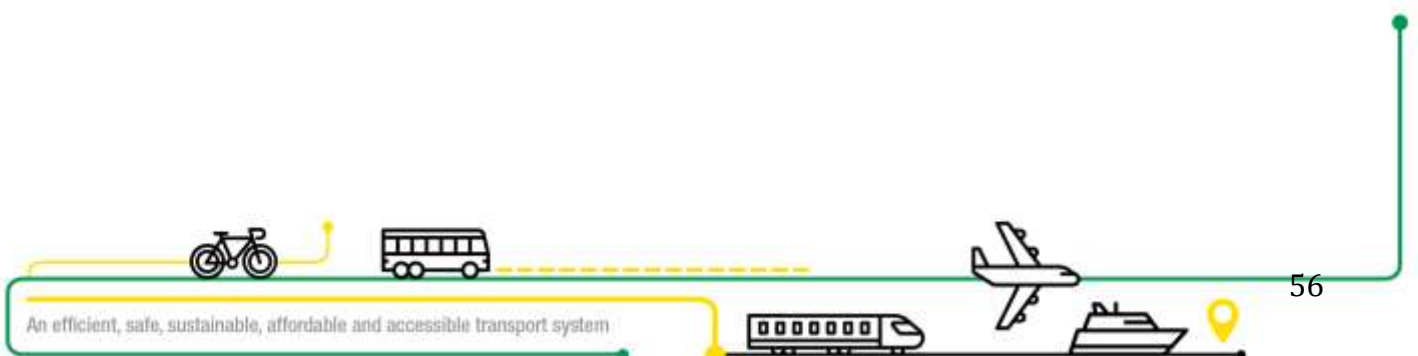 56
An efficient, safe, sustainable, affordable and accessible transport system